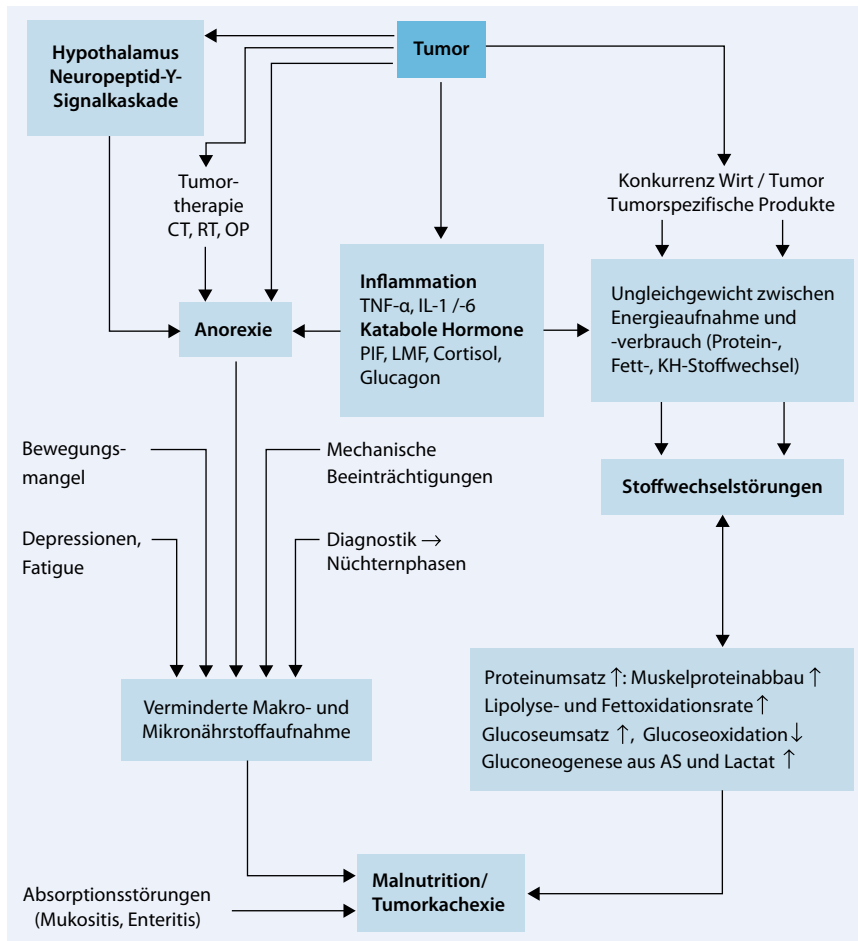 Tumor
Hypothalamus
Neuropeptid-Y-
Signalkaskade
Tumor-
therapie
CT, RT, OP
Konkurrenz Wirt / Tumor
Tumorspezifische Produkte
Inflammation
TNF-α, IL-1 /-6
Katabole Hormone
PIF, LMF, Cortisol,
Glucagon
Ungleichgewicht zwischen
Energieaufnahme und
-verbrauch (Protein-,
Fett-, KH-Stoffwechsel)
Anorexie
Bewegungs-
mangel
Mechanische
Beeinträchtigungen
Stoffwechselstörungen
Depressionen,
Fatigue
Diagnostik →
Nüchternphasen
Verminderte Makro- und
Mikronährstoffaufnahme
Proteinumsatz ↑: Muskelproteinabbau ↑
Lipolyse- und Fettoxidationsrate ↑
Glucoseumsatz ↑, Glucoseoxidation ↓
Gluconeogenese aus AS und Lactat ↑
Malnutrition/
Tumorkachexie
Absorptionsstörungen
(Mukositis, Enteritis)